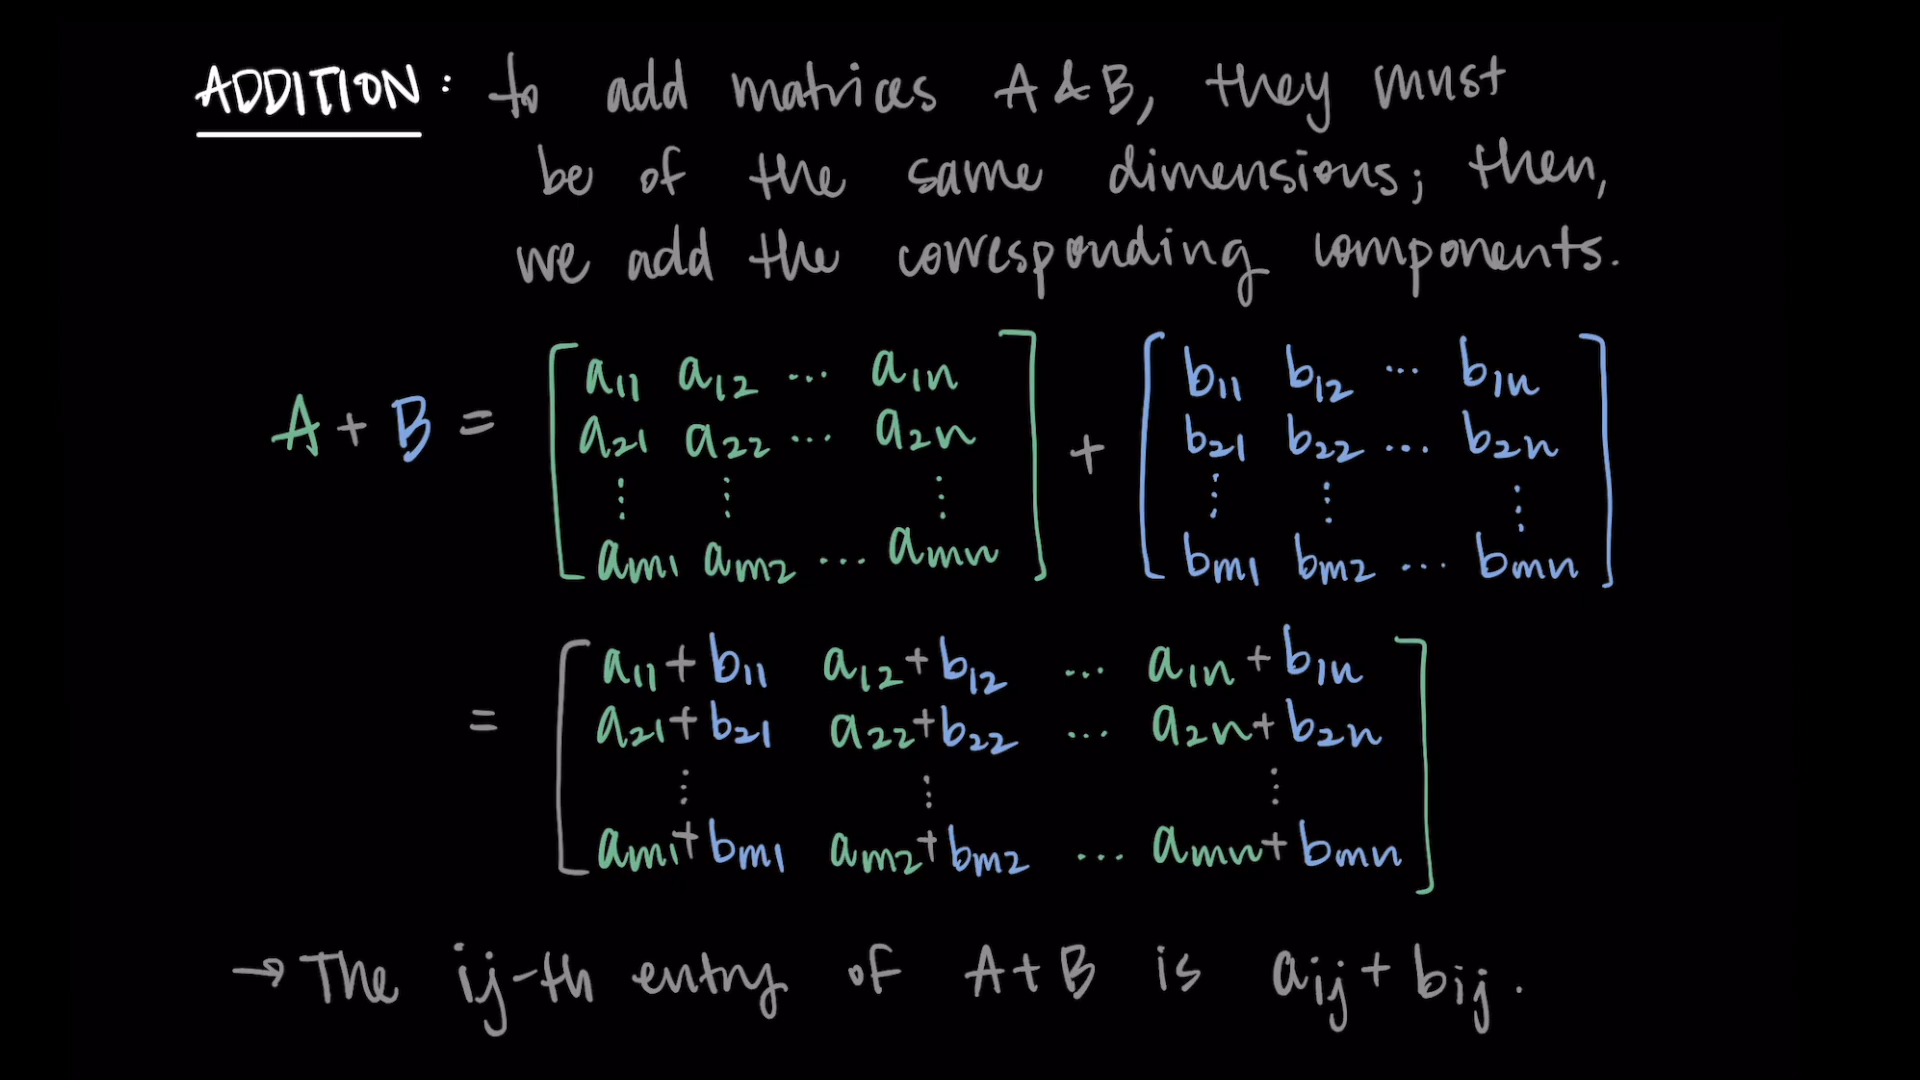 ADDITION: to add matrices A & B, they must
be of the same dimensions; then,
we add the corresponding components.
A + B = [a11 a12 ... a1n
a21 a22 ... a2n
⋮ ⋮ ⋮
am1 am2 ... amn] + [b11 b12 ... b1n
b21 b22 ... b2n
⋮ ⋮ ⋮
bm1 bm2 ... bmn]
= [a11+b11 a12+b12 ... a1n+b1n
a21+b21 a22+b22 ... a2n+b2n
⋮ ⋮ ⋮
am1+bm1 am2+bm2 ... amn+bmn]
→ The ij-th entry of A+B is aij+bij.